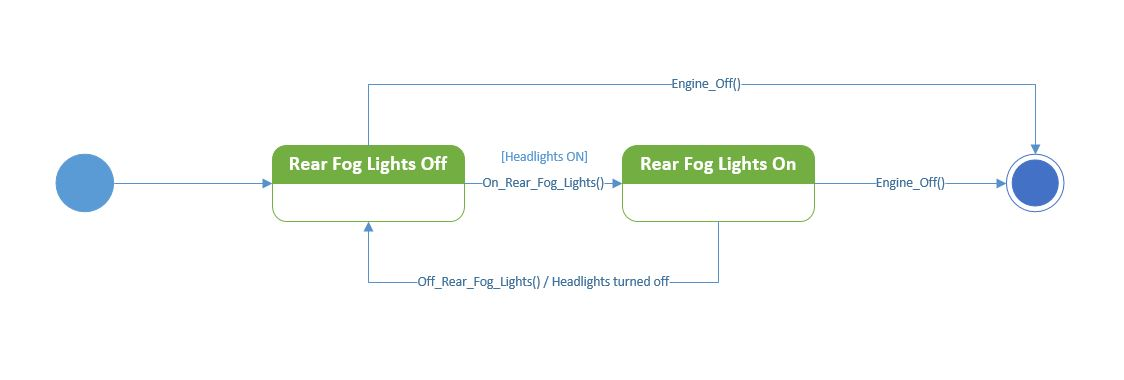 Engine_Off()
Rear Fog Lights Off
[Headlights ON]
On_Rear_Fog_Lights()
Rear Fog Lights On
Engine_Off()
Off_Rear_Fog_Lights() / Headlights turned off